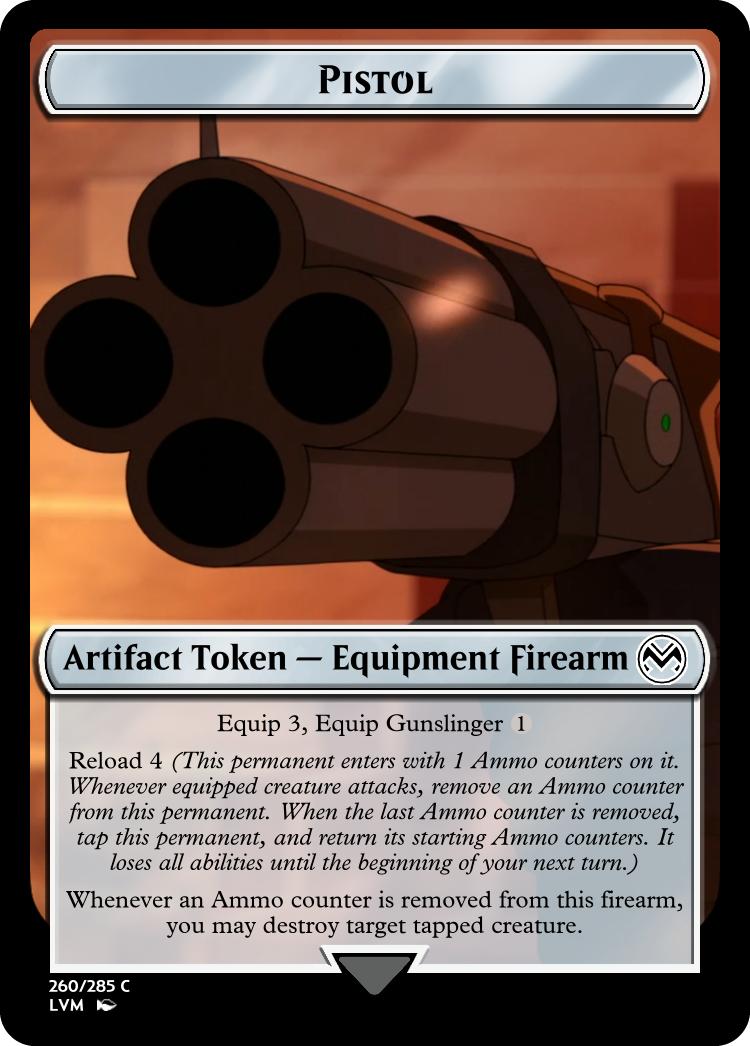 Pistol
Artifact Token — Equipment Firearm
Equip 3, Equip Gunslinger 1
Reload 4 (This permanent enters with 1 Ammo counters on it.
Whenever equipped creature attacks, remove an Ammo counter
from this permanent. When the last Ammo counter is removed,
tap this permanent, and return its starting Ammo counters. It
loses all abilities until the beginning of your next turn.)
Whenever an Ammo counter is removed from this firearm,
you may destroy target tapped creature.
260/285 C
LVM